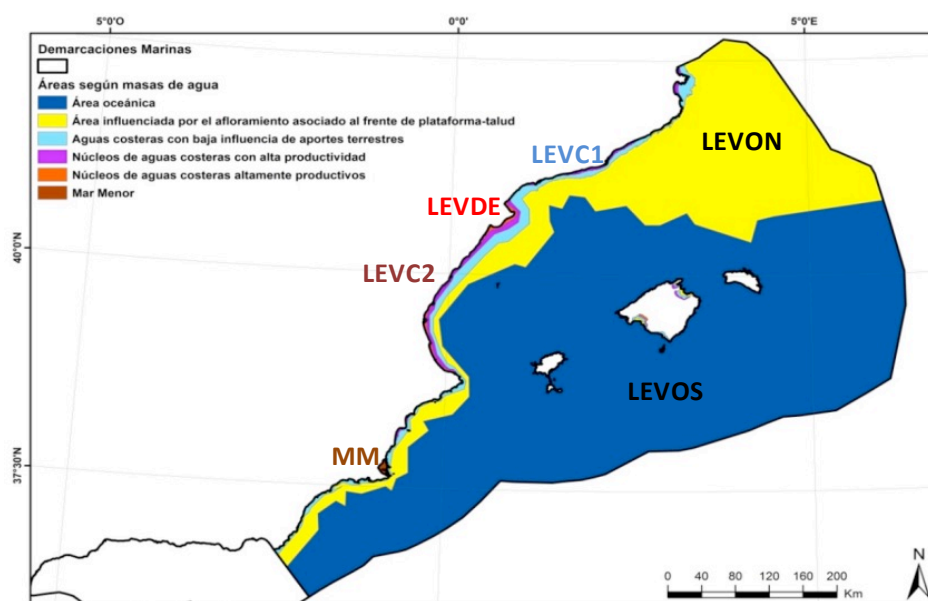 5°0'O 0°0' 5°0'E
Demarcaciones Marinas
Áreas según masas de agua
Área oceánica
Área influenciada por el afloramiento asociado al frente de plataforma-talud
Aguas costeras con baja influencia de aportes terrestres
Núcleos de aguas costeras con alta productividad
Núcleos de aguas costeras altamente productivos
Mar Menor
LEVON
LEVC1
LEVDE
40°0'N
LEVC2
LEVOS
MM
37°30'N
N
0 40 80 120 160 200
Km